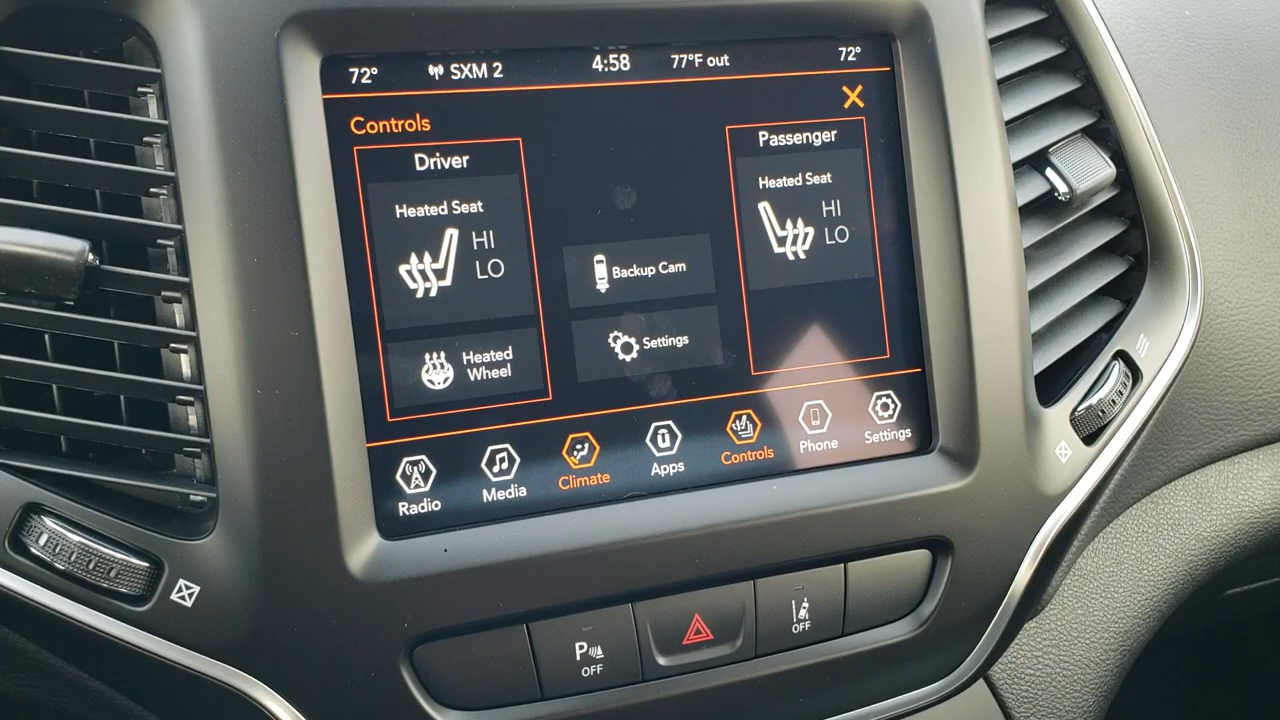 72° SXM 2 4:58 77°F out 72°
Controls
Driver
Heated Seat
HI
LO
Heated
Wheel
Backup Cam
Settings
Passenger
Heated Seat
HI
LO
Radio Media Climate Apps Controls Phone Settings
P
OFF
OFF